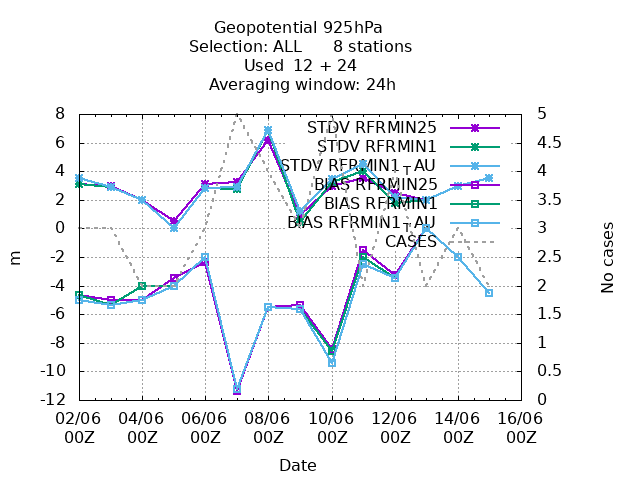 Geopotential 925hPa
Selection: ALL 8 stations
Used 12 + 24
Averaging window: 24h
8 5
6 4.5
4 4
2 3.5
0 3
-2 2.5
-4 2
-6 1.5
-8 1
-10 0.5
-12 0
STDV RFRMIN25
STDV RFRMIN1
STDV RFRMIN1_AU
BIAS RFRMIN25
BIAS RFRMIN1
BIAS RFRMIN1_AU
CASES
m
No cases
02/06 04/06 06/06 08/06 10/06 12/06 14/06 16/06
00Z 00Z 00Z 00Z 00Z 00Z 00Z 00Z
Date